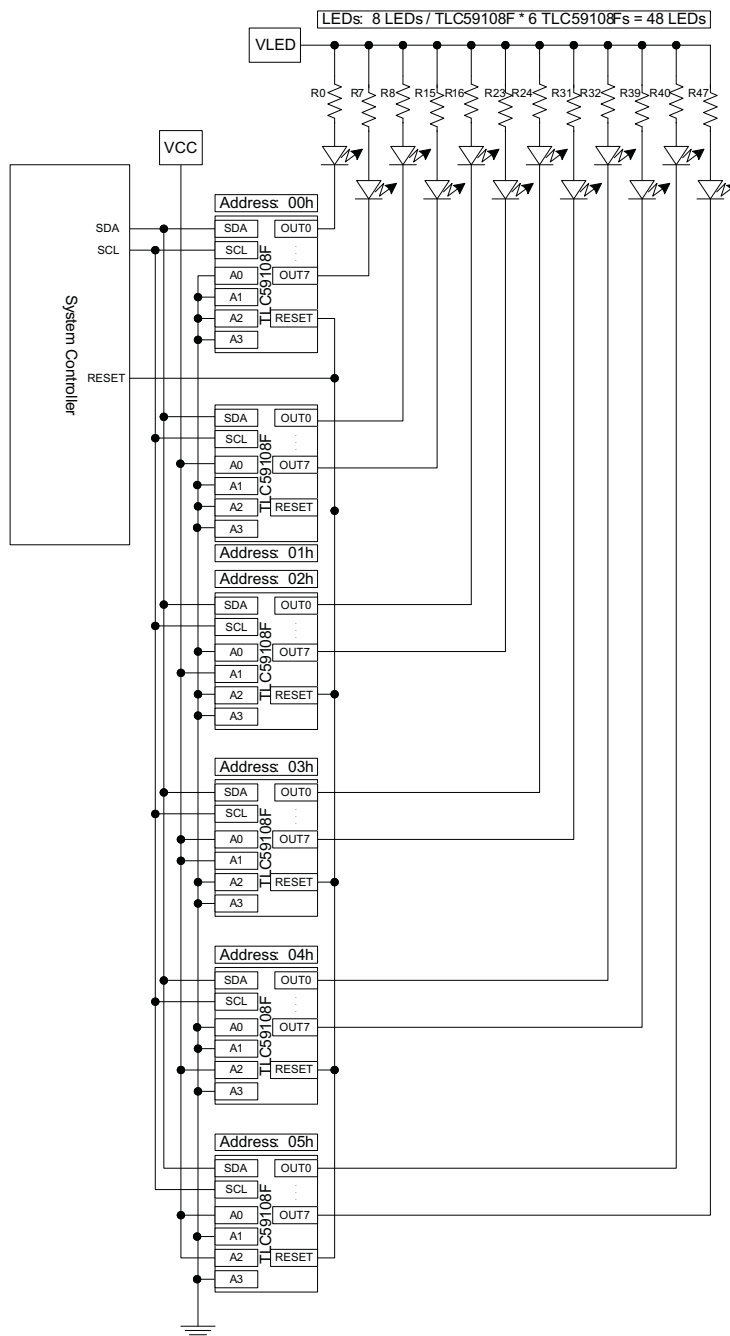 LEDs: 8 LEDs / TLC59108F * 6 TLC59108Fs = 48 LEDs
VLED
R0 R7 R8 R15 R16 R23 R24 R31 R32 R39 R40 R47
VCC
System Controller
SDA
SCL
RESET
Address: 00h
TLC59108F
SDA OUT0
SCL
A0 OUT7
A1
A2 RESET
A3
TLC59108F
SDA OUT0
SCL
A0 OUT7
A1
A2 RESET
A3
Address: 01h
Address: 02h
TLC59108F
SDA OUT0
SCL
A0 OUT7
A1
A2 RESET
A3
Address: 03h
TLC59108F
SDA OUT0
SCL
A0 OUT7
A1
A2 RESET
A3
Address: 04h
TLC59108F
SDA OUT0
SCL
A0 OUT7
A1
A2 RESET
A3
Address: 05h
TLC59108F
SDA OUT0
SCL
A0 OUT7
A1
A2 RESET
A3